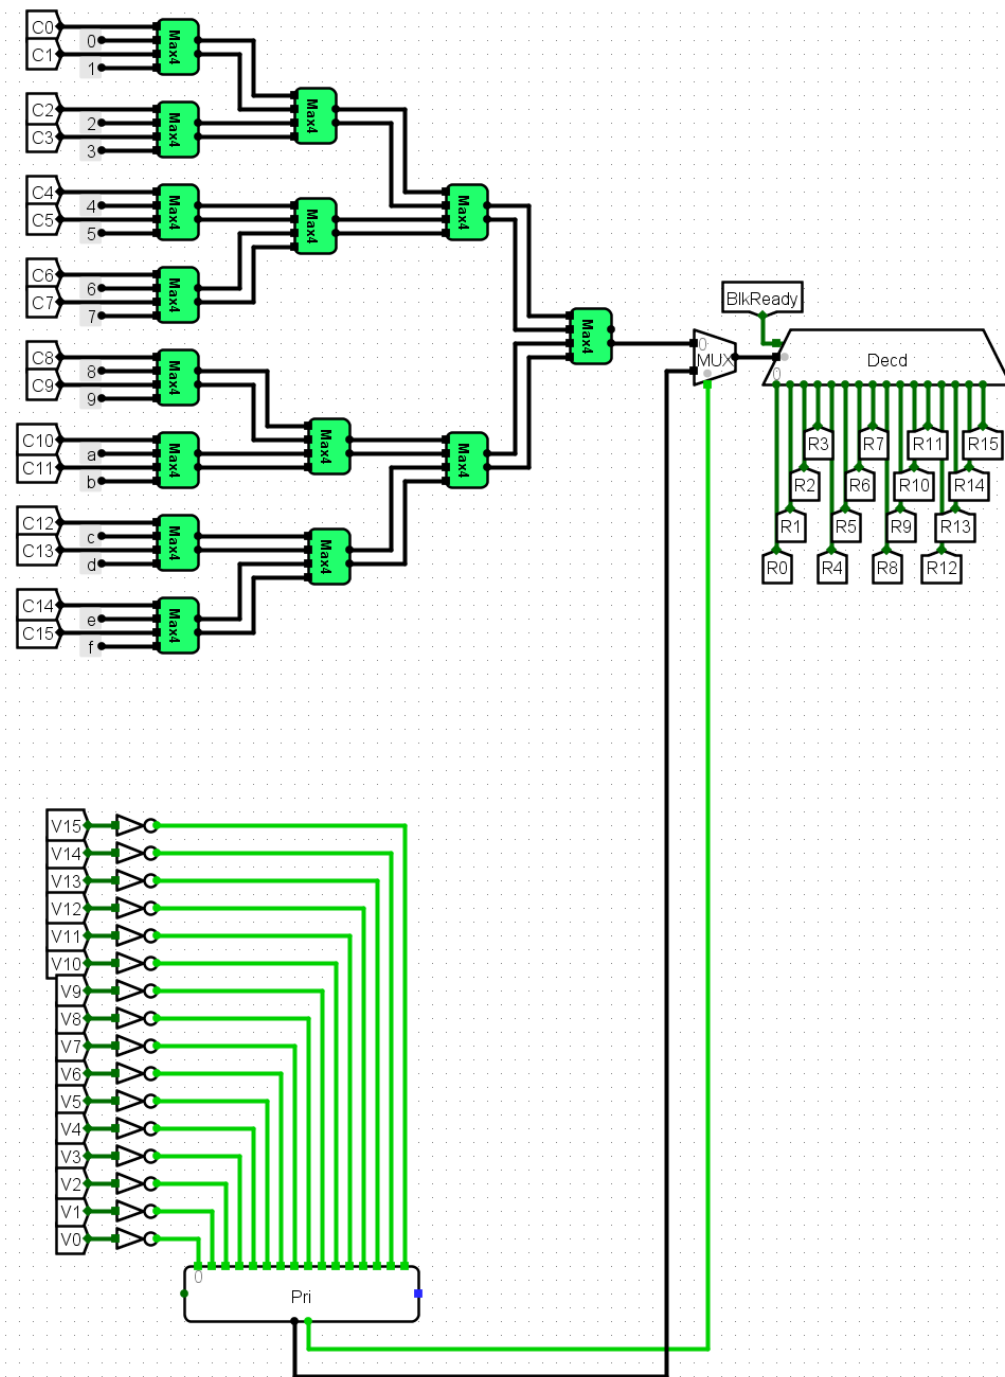 C0
0
C1
1
Max4
C2
2
C3
3
Max4
Max4
C4
4
C5
5
Max4
Max4
Max4
C6
6
C7
7
Max4
C8
8
C9
9
Max4
Max4
C10
a
C11
b
Max4
Max4
Max4
C12
c
C13
d
Max4
Max4
C14
e
C15
f
Max4
BlkReady
0
MUX
Decd
0
R3
R7
R11
R15
R2
R6
R10
R14
R1
R5
R9
R13
R0
R4
R8
R12
V15
V14
V13
V12
V11
V10
V9
V8
V7
V6
V5
V4
V3
V2
V1
V0
0
Pri